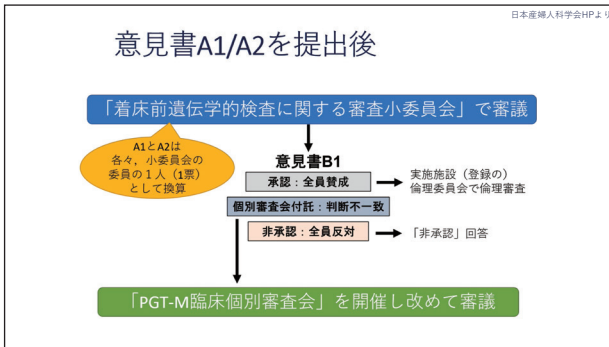 日本産婦人科学会HPより
意見書A1/A2を提出後
「着床前遺伝学的検査に関する審査小委員会」で審議
A1とA2は
各々，小委員会の
委員の１人（1票）
として換算
意見書B1
承認：全員賛成
実施施設（登録の）
倫理委員会で倫理審査
個別審査会付託：判断不一致
非承認：全員反対
「非承認」回答
「PGT-M臨床個別審査会」を開催し改めて審議